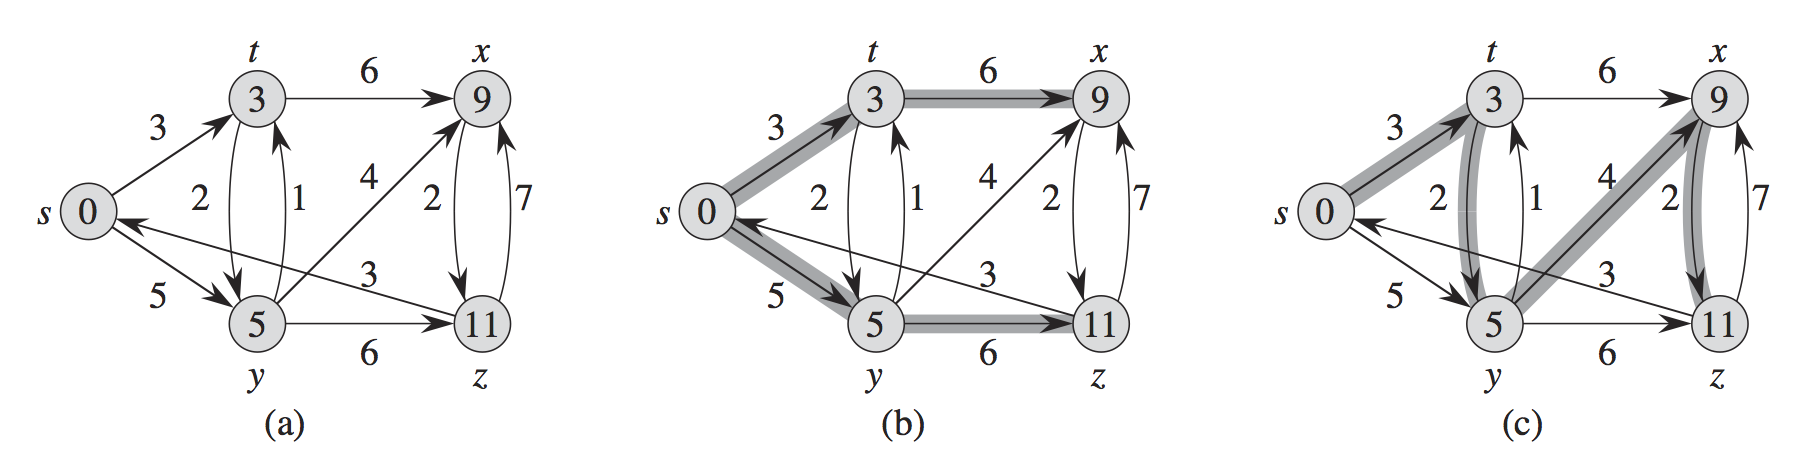 t x t x t x
6 6 6
3 9 3 9 3 9
3 3 3
2 1 4 2 7 2 1 4 2 7 2 1 4 2 7
s 0 s 0 s 0
3 3 3
5 5 5
5 11 5 11 5 11
6 6 6
y z y z y z
(a) (b) (c)